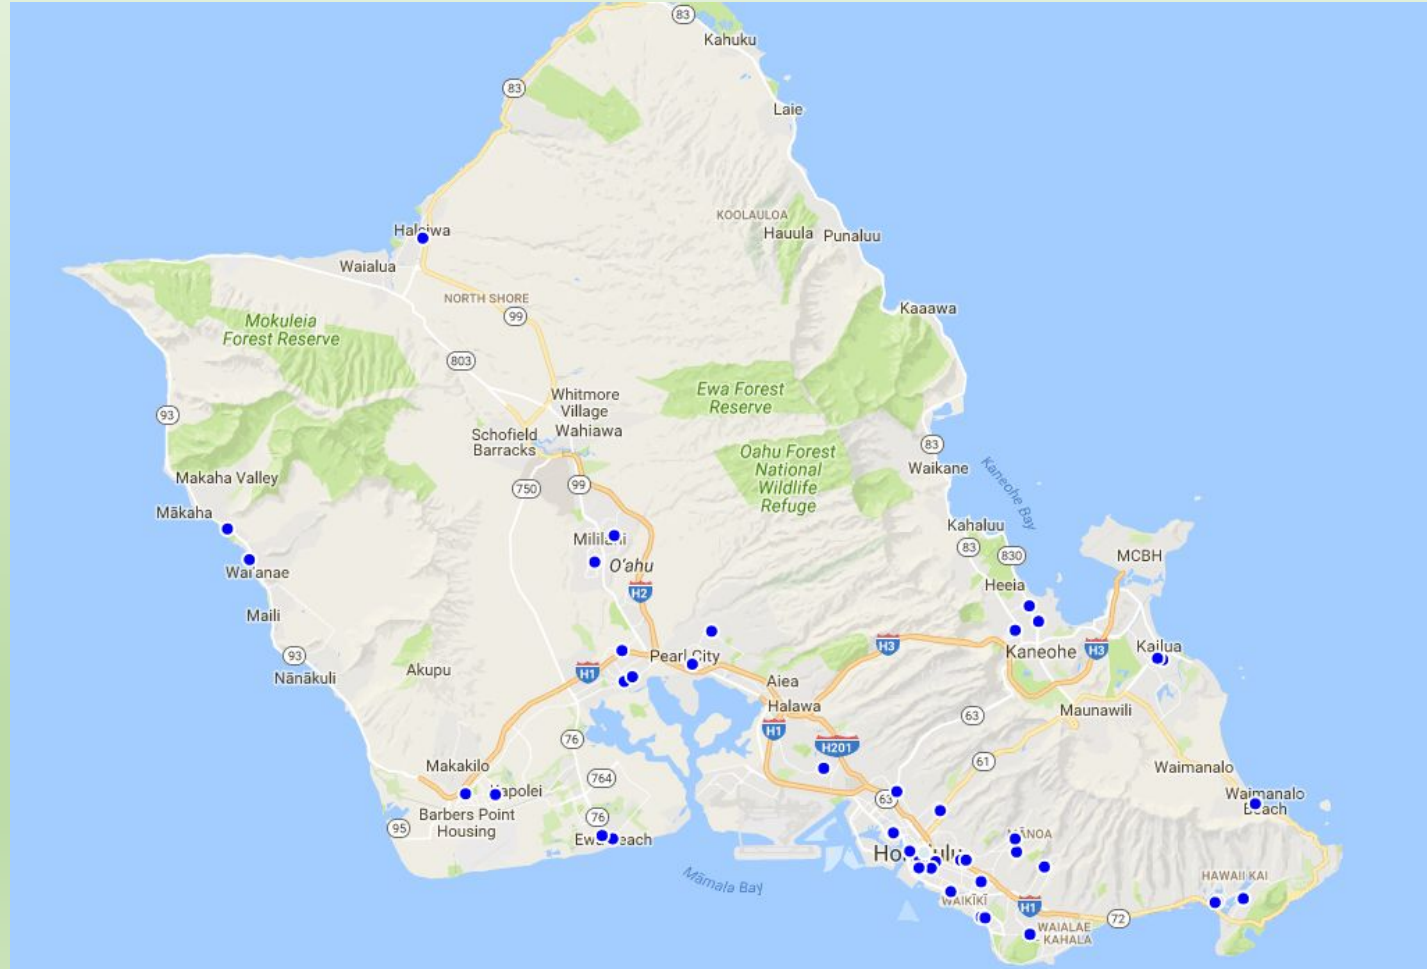 83
Kahuku
83
Laie
KOOLAULOA
Hauula
Punaluu
Haleiwa
Waialua
NORTH SHORE
99
Kaaawa
Mokuleia
Forest Reserve
803
Ewa Forest
Reserve
Whitmore
Village
Wahiawa
93
Schofield
Barracks
83
Oahu Forest
National
Wildlife
Refuge
Waikane
Kaneohe Bay
Makaha Valley
750
99
Mākaha
Kahaluu
83
830
MCBH
Mililani
O'ahu
Wai'anae
H2
Heeia
Maili
93
Pearl City
H3
Kaneohe
H3
Kailua
Nānākuli
Akupu
H1
Aiea
Halawa
63
Maunawili
H1
76
H201
61
Makakilo
764
Waimanalo
Kapolei
63
Waimanalo
Beach
Barbers Point
Housing
95
76
Ewa Beach
MĀNOA
Honolulu
Māmala Bay
HAWAII KAI
WAIKĪKĪ
H1
72
WAIALAE
- KAHALA